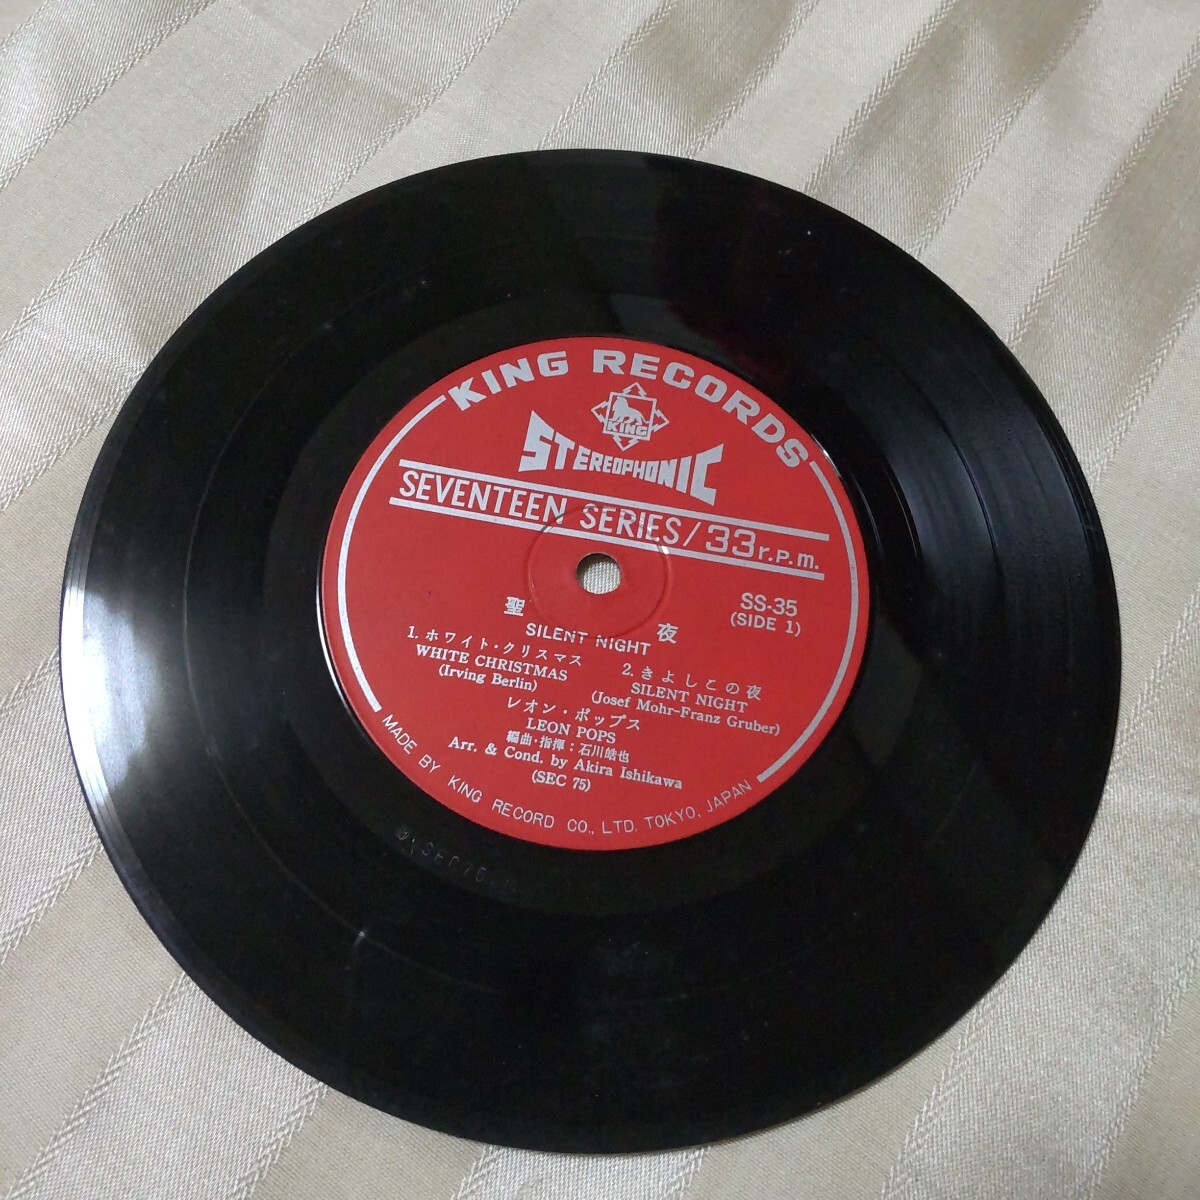 KING RECORDS
KING
STEREOPHONIC
SEVENTEEN SERIES/33r.p.m.
SS-35
(SIDE 1)
聖 夜
SILENT NIGHT
1. ホワイト・クリスマス
WHITE CHRISTMAS
(Irving Berlin)
2. きよしこの夜
SILENT NIGHT
(Josef Mohr-Franz Gruber)
レオン・ポップス
LEON POPS
編曲・指揮：石川皓也
Arr. & Cond. by Akira Ishikawa
(SEC 75)
MADE BY KING RECORD CO., LTD. TOKYO, JAPAN